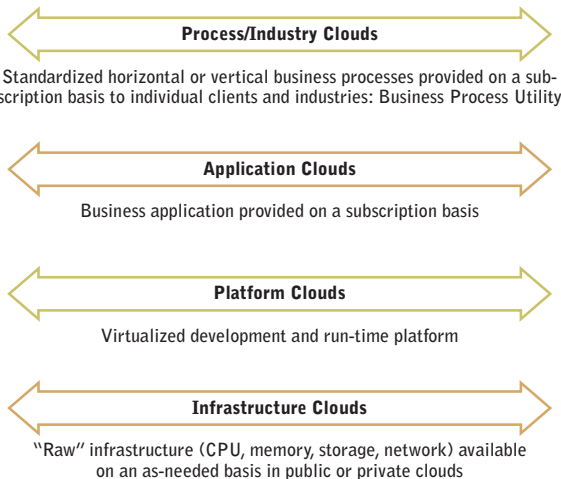 Process/Industry Clouds
Standardized horizontal or vertical business processes provided on a sub-
scription basis to individual clients and industries: Business Process Utility
Application Clouds
Business application provided on a subscription basis
Platform Clouds
Virtualized development and run-time platform
Infrastructure Clouds
“Raw” infrastructure (CPU, memory, storage, network) available
on an as-needed basis in public or private clouds